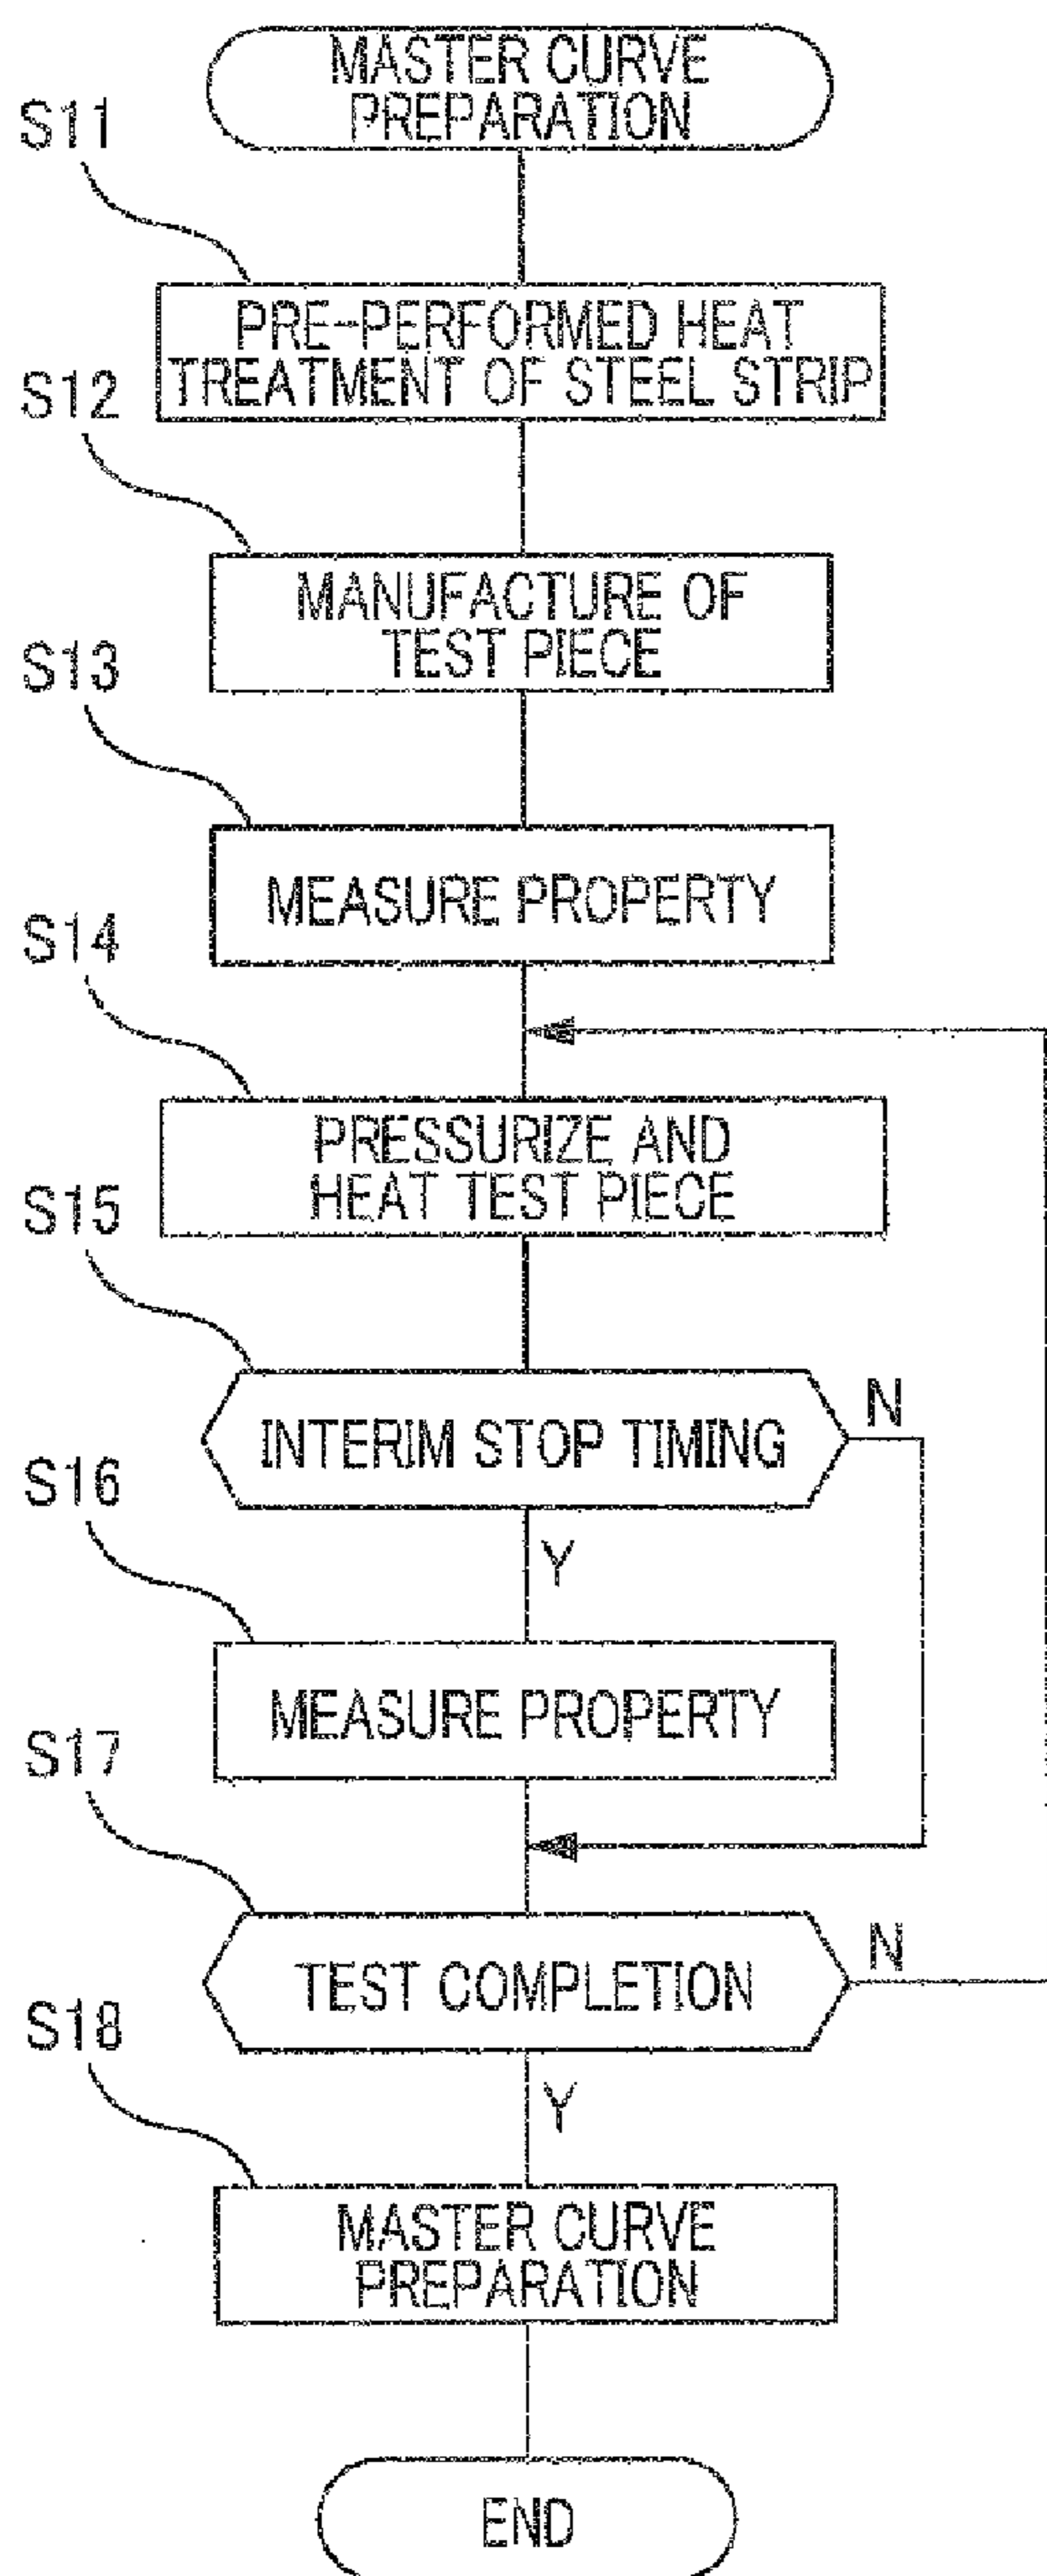 MASTER CURVE
PREPARATION
S11
PRE-PERFORMED HEAT
TREATMENT OF STEEL STRIP
S12
MANUFACTURE OF
TEST PIECE
S13
MEASURE PROPERTY
S14
PRESSURIZE AND
HEAT TEST PIECE
S15
INTERIM STOP TIMING
N
Y
S16
MEASURE PROPERTY
S17
TEST COMPLETION
N
Y
S18
MASTER CURVE
PREPARATION
END